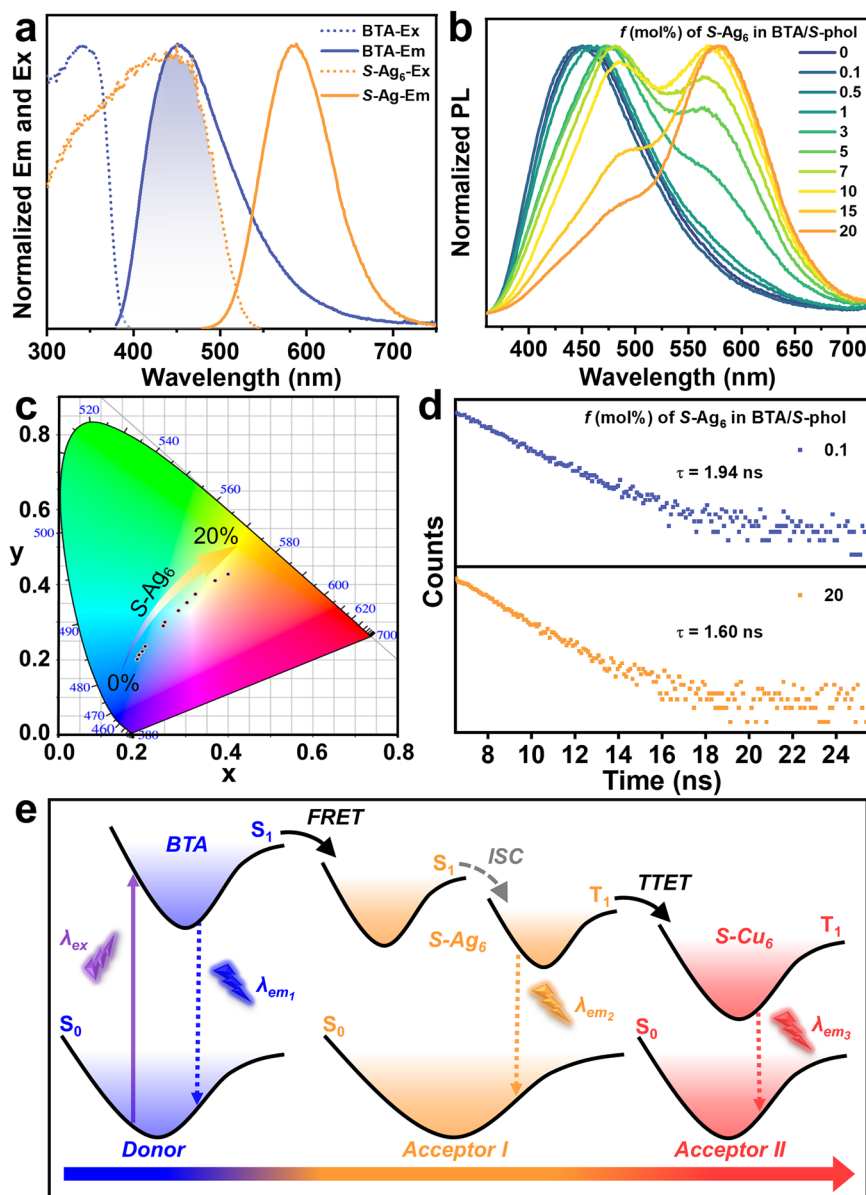 a
BTA-Ex
BTA-Em
S-Ag6-Ex
S-Ag-Em
Normalized Em and Ex
300 400 500 600 700
Wavelength (nm)
b
f (mol%) of S-Ag6 in BTA/S-phol
0
0.1
0.5
1
3
5
7
10
15
20
Normalized PL
400 450 500 550 600 650 700
Wavelength (nm)
c
0.8
0.6
0.4
0.2
0.0
y
520
540
560
580
600
620
700
500
490
480
470
460
380
20%
S-Ag6
0%
0.0 0.2 0.4 0.6 0.8
x
d
f (mol%) of S-Ag6 in BTA/S-phol
0.1
τ = 1.94 ns
20
τ = 1.60 ns
Counts
8 10 12 14 16 18 20 22 24
Time (ns)
e
BTA
S1
FRET
S1
ISC
S-Ag6
T1
TTET
S-Cu6
T1
λex
λem1
λem2
λem3
S0
S0
S0
Donor
Acceptor I
Acceptor II